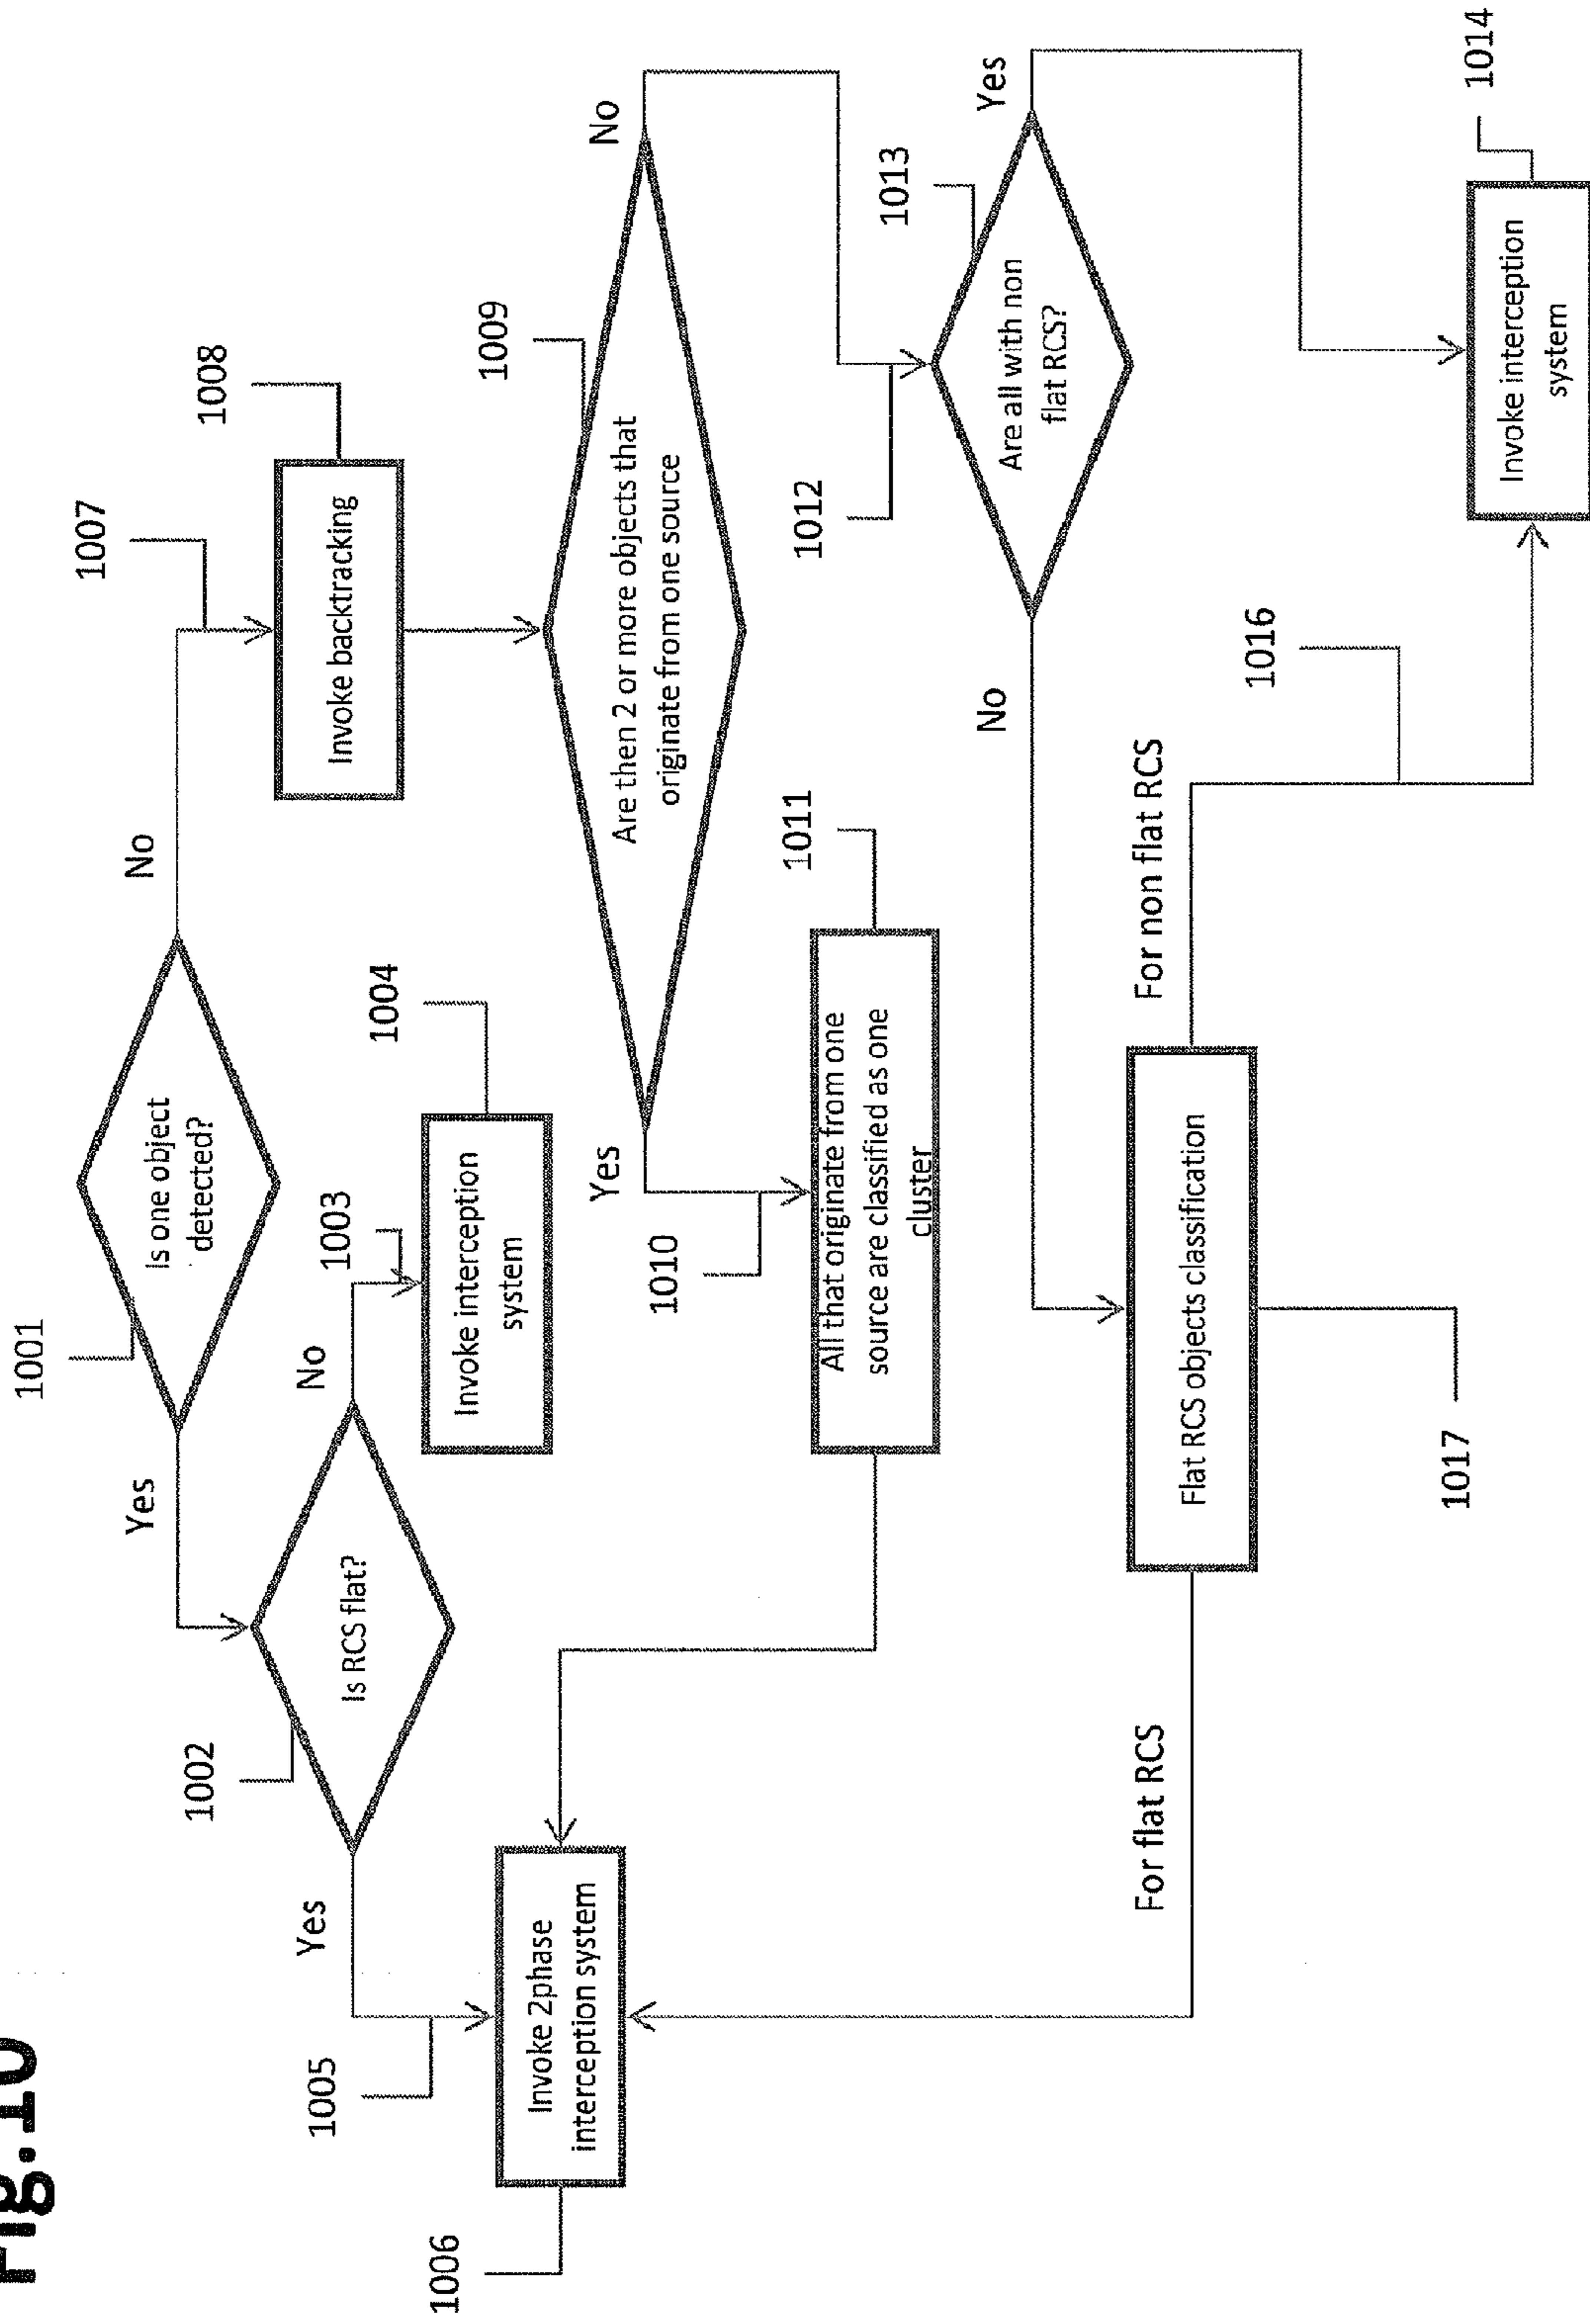 Fig.10
1001
Is one object
detected?
Yes
No
1007
1002
Is RCS flat?
1003
1004
Invoke interception
system
1008
Invoke backtracking
Yes
No
1005
1006
Invoke 2phase
interception system
1009
Are then 2 or more objects that
originate from one source
Yes
No
1010
1011
All that originate from one
source are classified as one
cluster
1012
1013
Are all with non
flat RCS?
No
Yes
For flat RCS
Flat RCS objects classification
For non flat RCS
1016
1017
1014
Invoke interception
system